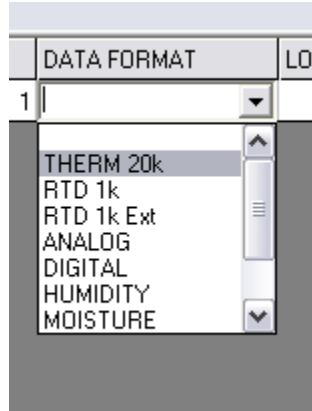 DATA FORMAT LO
1
THERM 20k
RTD 1k
RTD 1k Ext
ANALOG
DIGITAL
HUMIDITY
MOISTURE